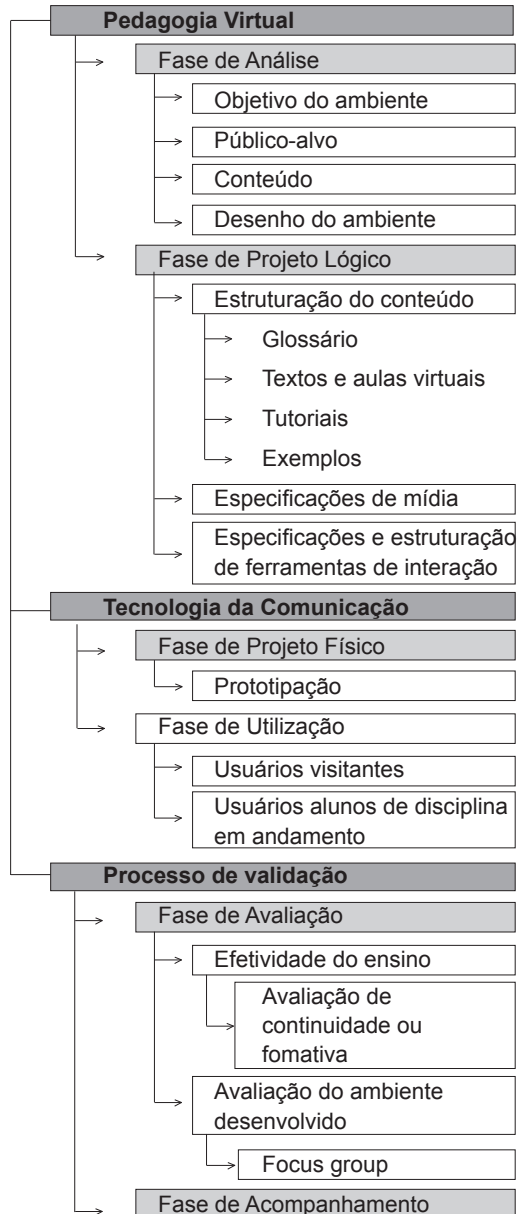 Pedagogia Virtual
Fase de Análise
Objetivo do ambiente
Público-alvo
Conteúdo
Desenho do ambiente
Fase de Projeto Lógico
Estruturação do conteúdo
Glossário
Textos e aulas virtuais
Tutoriais
Exemplos
Especificações de mídia
Especificações e estruturação
de ferramentas de interação
Tecnologia da Comunicação
Fase de Projeto Físico
Prototipação
Fase de Utilização
Usuários visitantes
Usuários alunos de disciplina
em andamento
Processo de validação
Fase de Avaliação
Efetividade do ensino
Avaliação de
continuidade ou
fomativa
Avaliação do ambiente
desenvolvido
Focus group
Fase de Acompanhamento